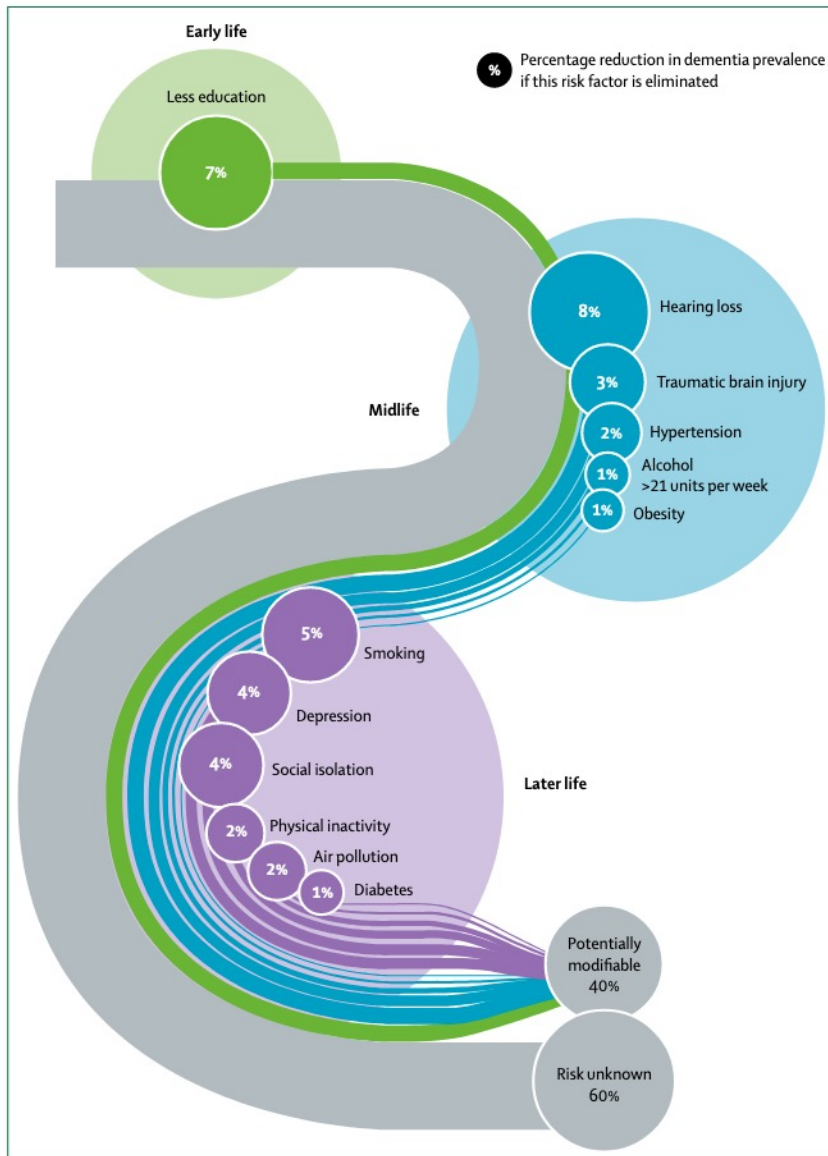 Early life
Less education
7%
% Percentage reduction in dementia prevalence
if this risk factor is eliminated
8% Hearing loss
3% Traumatic brain injury
Midlife
2% Hypertension
1% Alcohol
>21 units per week
1% Obesity
5% Smoking
4% Depression
4% Social isolation
Later life
2% Physical inactivity
2% Air pollution
1% Diabetes
Potentially
modifiable
40%
Risk unknown
60%